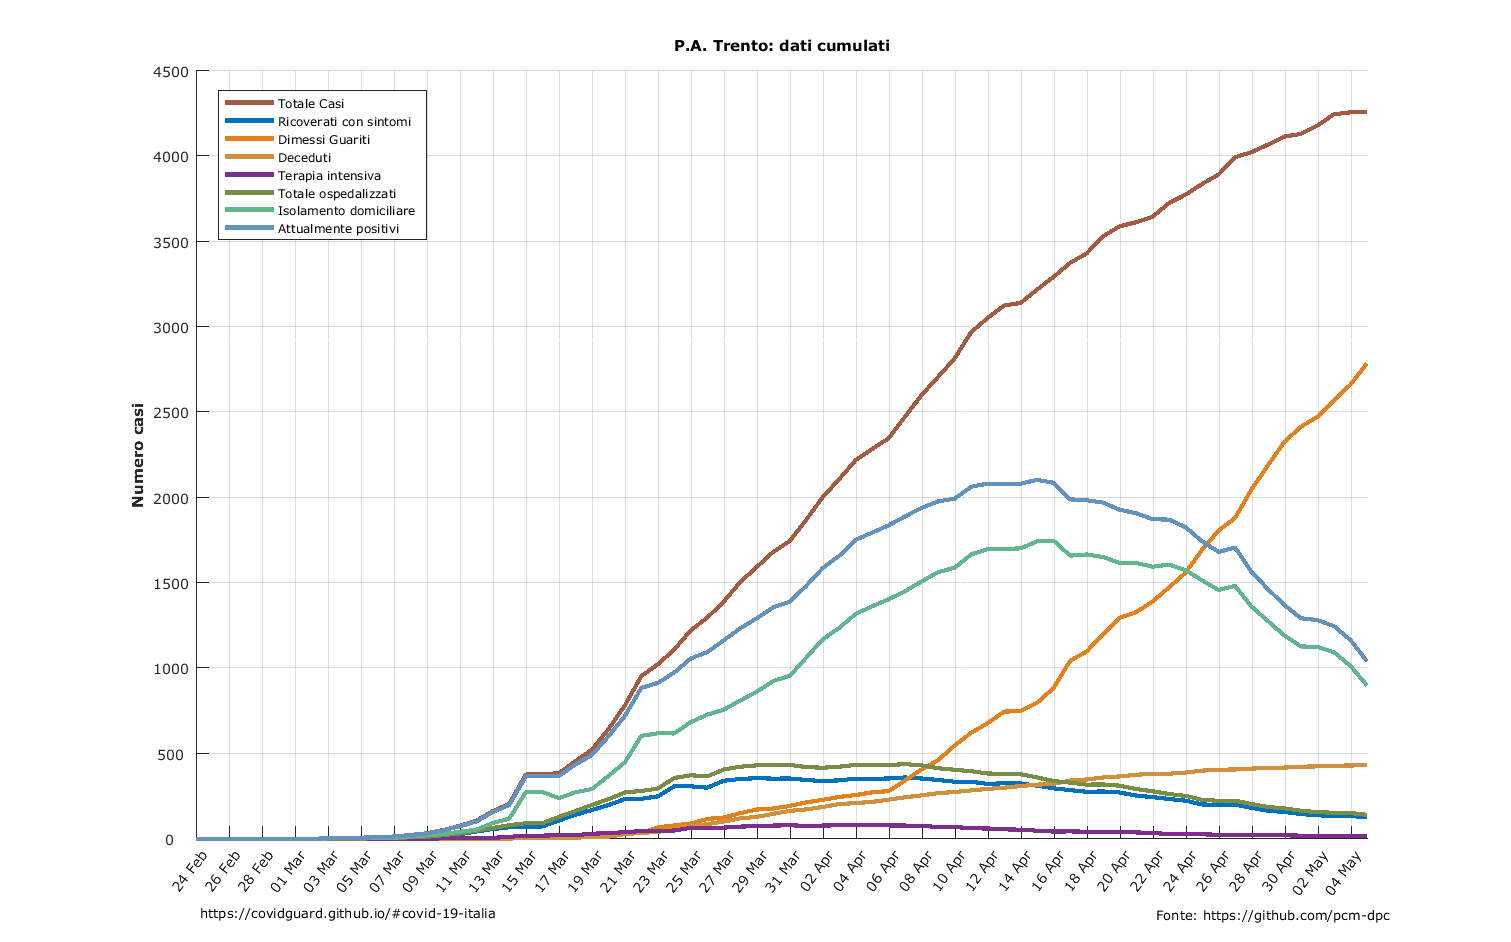 P.A. Trento: dati cumulati
4500
4000
3500
3000
2500
2000
1500
1000
500
0
Numero casi
Totale Casi
Ricoverati con sintomi
Dimessi Guariti
Deceduti
Terapia intensiva
Totale ospedalizzati
Isolamento domiciliare
Attualmente positivi
24 Feb
26 Feb
28 Feb
01 Mar
03 Mar
05 Mar
07 Mar
09 Mar
11 Mar
13 Mar
15 Mar
17 Mar
19 Mar
21 Mar
23 Mar
25 Mar
27 Mar
29 Mar
31 Mar
02 Apr
04 Apr
06 Apr
08 Apr
10 Apr
12 Apr
14 Apr
16 Apr
18 Apr
20 Apr
22 Apr
24 Apr
26 Apr
28 Apr
30 Apr
02 May
04 May
https://covidguard.github.io/#covid-19-italia
Fonte: https://github.com/pcm-dpc